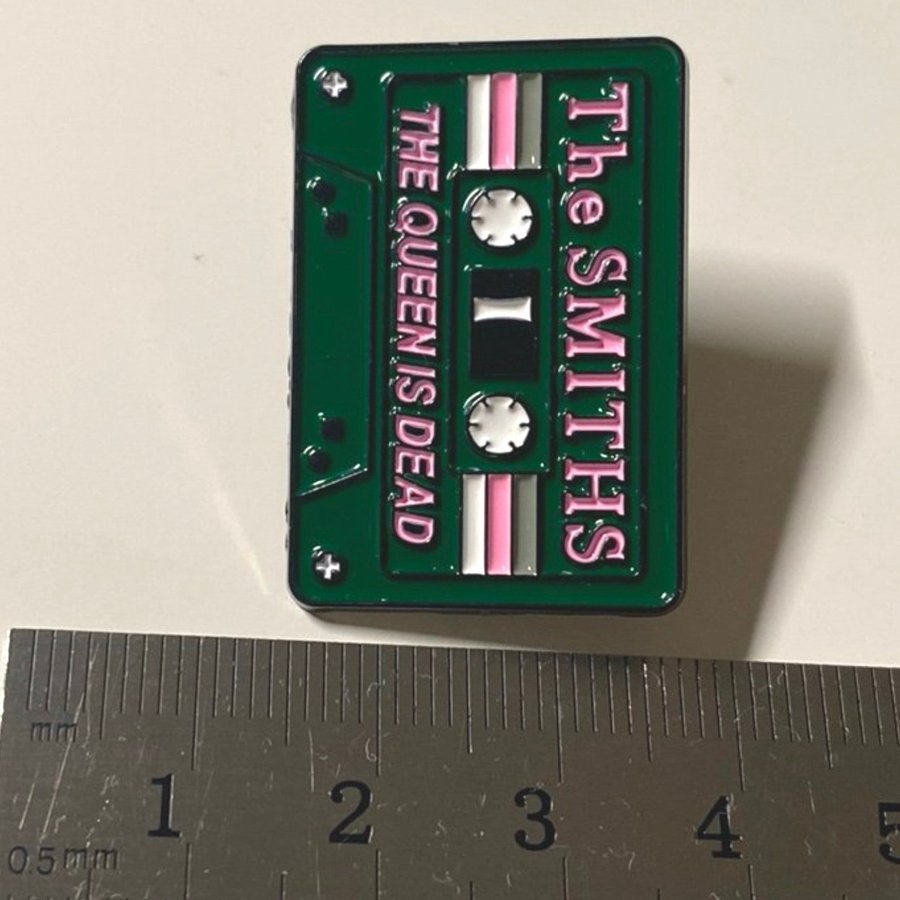 The SMITHS
THE QUEEN IS DEAD
mm
1 2 3 4 5
0.5mm